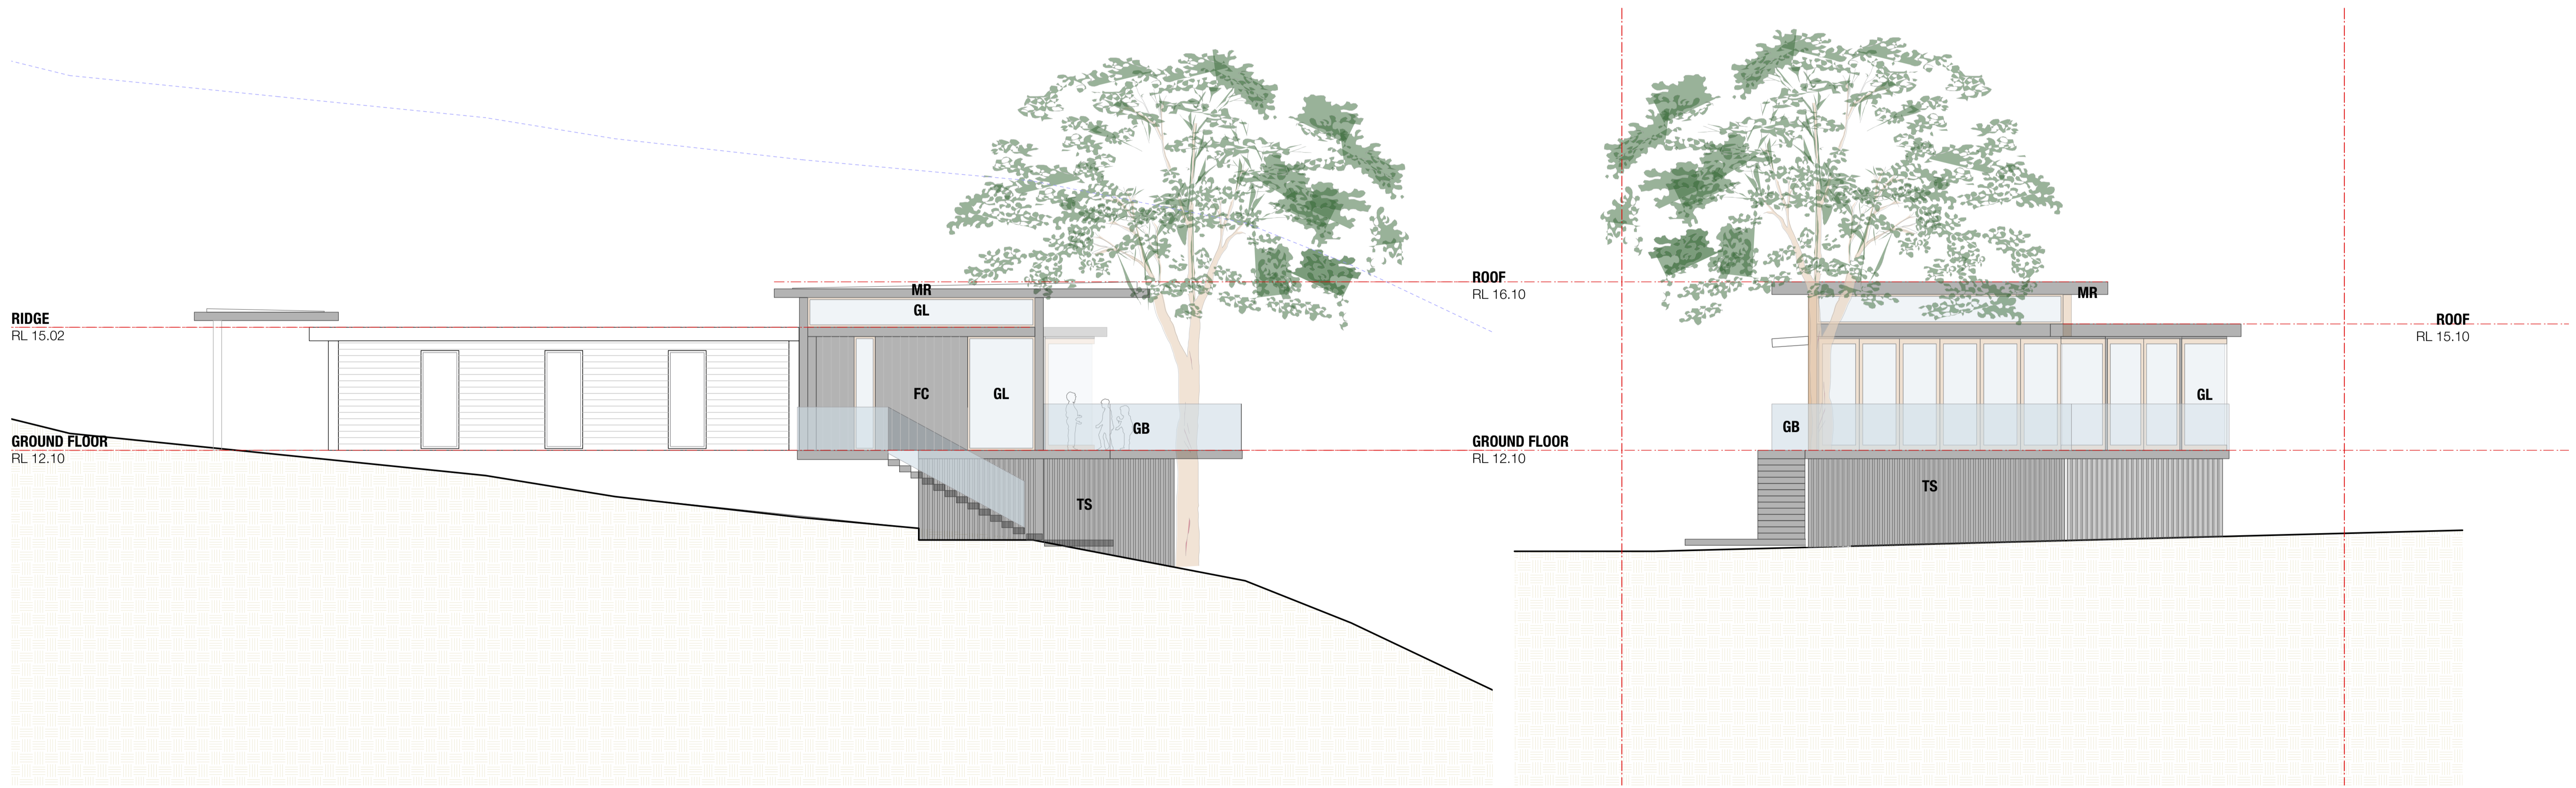 RIDGE
RL 15.02
GROUND FLOOR
RL 12.10
MR
GL
FC
GL
GB
TS
ROOF
RL 16.10
GROUND FLOOR
RL 12.10
MR
ROOF
RL 15.10
GL
GB
TS